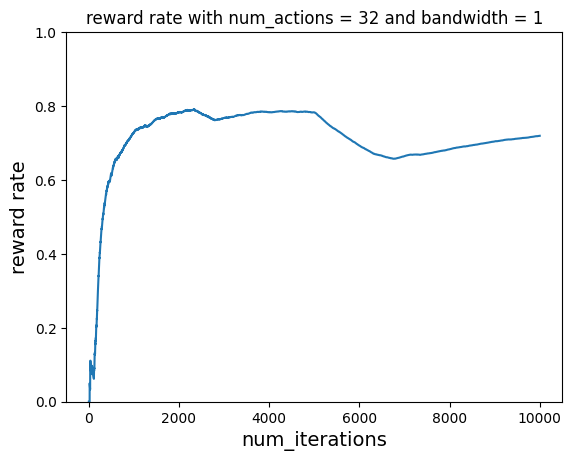 reward rate with num_actions = 32 and bandwidth = 1
1.0
0.8
0.6
0.4
0.2
0.0
reward rate
0 2000 4000 6000 8000 10000
num_iterations